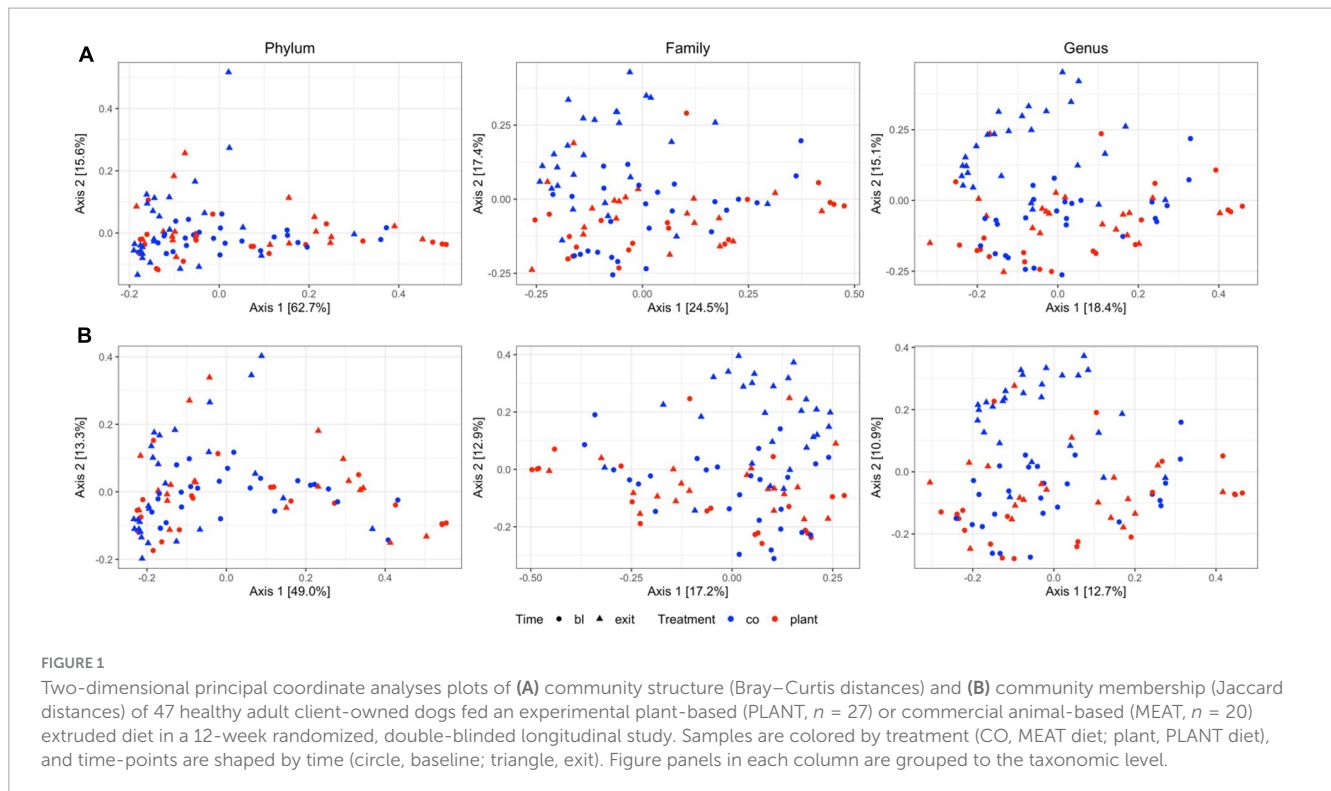 A
Phylum
Family
Genus
Axis 2 [15.6%]
0.4
0.2
0.0
-0.2
0.0
0.2
0.4
Axis 1 [62.7%]
Axis 2 [17.4%]
0.25
0.00
-0.25
-0.25
0.00
0.25
0.50
Axis 1 [24.5%]
Axis 2 [15.1%]
0.25
0.00
-0.25
-0.2
0.0
0.2
0.4
Axis 1 [18.4%]
B
Axis 2 [13.3%]
0.4
0.2
0.0
-0.2
-0.2
0.0
0.2
0.4
Axis 1 [49.0%]
Axis 2 [12.9%]
0.4
0.2
0.0
-0.2
-0.50
-0.25
0.00
0.25
Axis 1 [17.2%]
Axis 2 [10.9%]
0.4
0.2
0.0
-0.2
-0.2
0.0
0.2
0.4
Axis 1 [12.7%]
Time bl exit Treatment co plant
FIGURE 1
Two-dimensional principal coordinate analyses plots of (A) community structure (Bray–Curtis distances) and (B) community membership (Jaccard
distances) of 47 healthy adult client-owned dogs fed an experimental plant-based (PLANT, n = 27) or commercial animal-based (MEAT, n = 20)
extruded diet in a 12-week randomized, double-blinded longitudinal study. Samples are colored by treatment (CO, MEAT diet; plant, PLANT diet),
and time-points are shaped by time (circle, baseline; triangle, exit). Figure panels in each column are grouped to the taxonomic level.